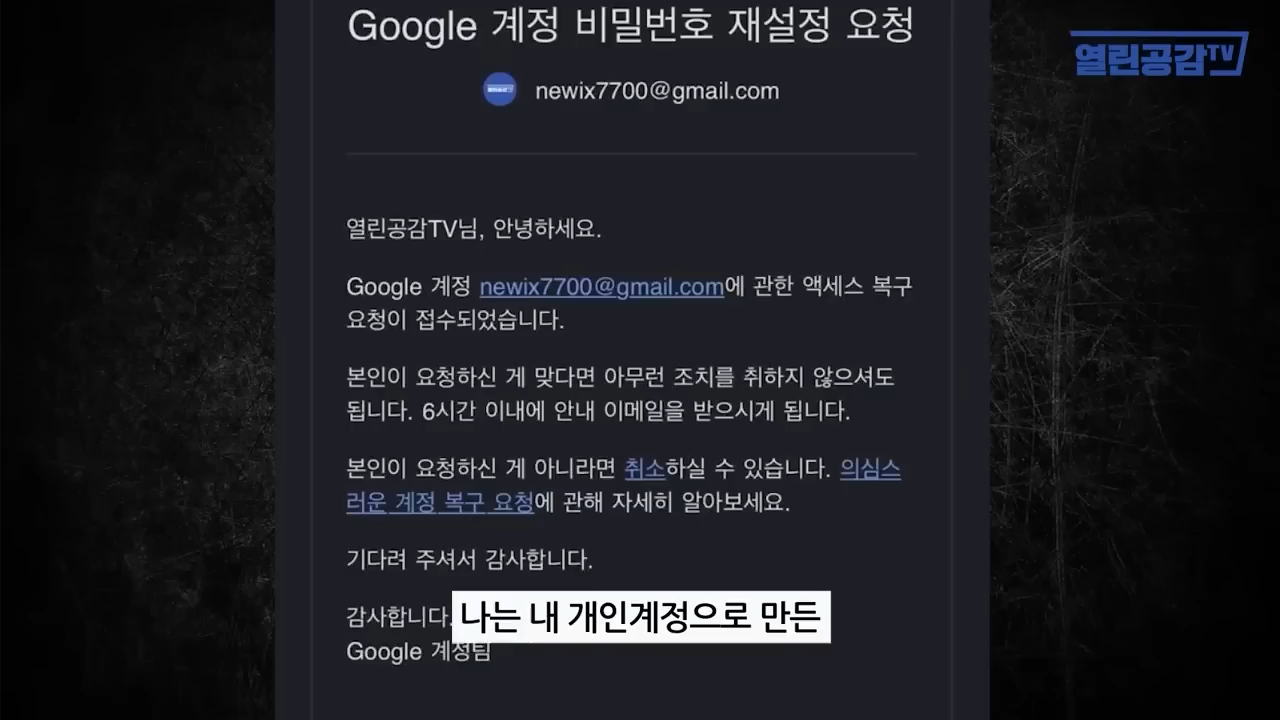 Google 계정 비밀번호 재설정 요청
열린공감TV
newix7700@gmail.com
열린공감TV님, 안녕하세요.
Google 계정 newix7700@gmail.com에 관한 액세스 복구
요청이 접수되었습니다.
본인이 요청하신 게 맞다면 아무런 조치를 취하지 않으셔도
됩니다. 6시간 이내에 안내 이메일을 받으시게 됩니다.
본인이 요청하신 게 아니라면 취소하실 수 있습니다. 의심스
러운 계정 복구 요청에 관해 자세히 알아보세요.
기다려 주셔서 감사합니다.
감사합니다.
나는 내 개인계정으로 만든
Google 계정팀